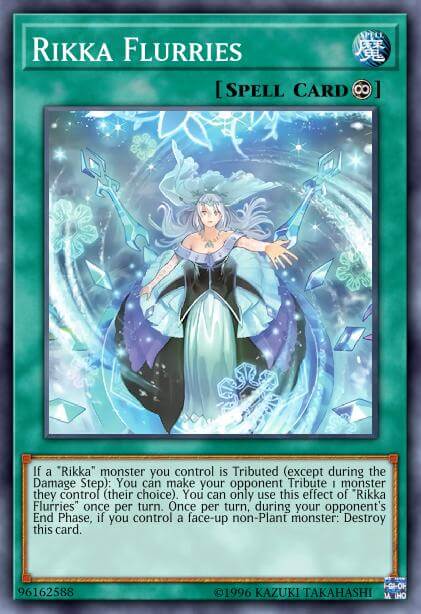 RIKKA FLURRIES
SPELL
魔
[SPELL CARD]
If a "Rikka" monster you control is Tributed (except during the
Damage Step): You can make your opponent Tribute 1 monster
they control (their choice). You can only use this effect of "Rikka
Flurries" once per turn. Once per turn, during your opponent's
End Phase, if you control a face-up non-Plant monster: Destroy
this card.
96162588
©1996 KAZUKI TAKAHASHI